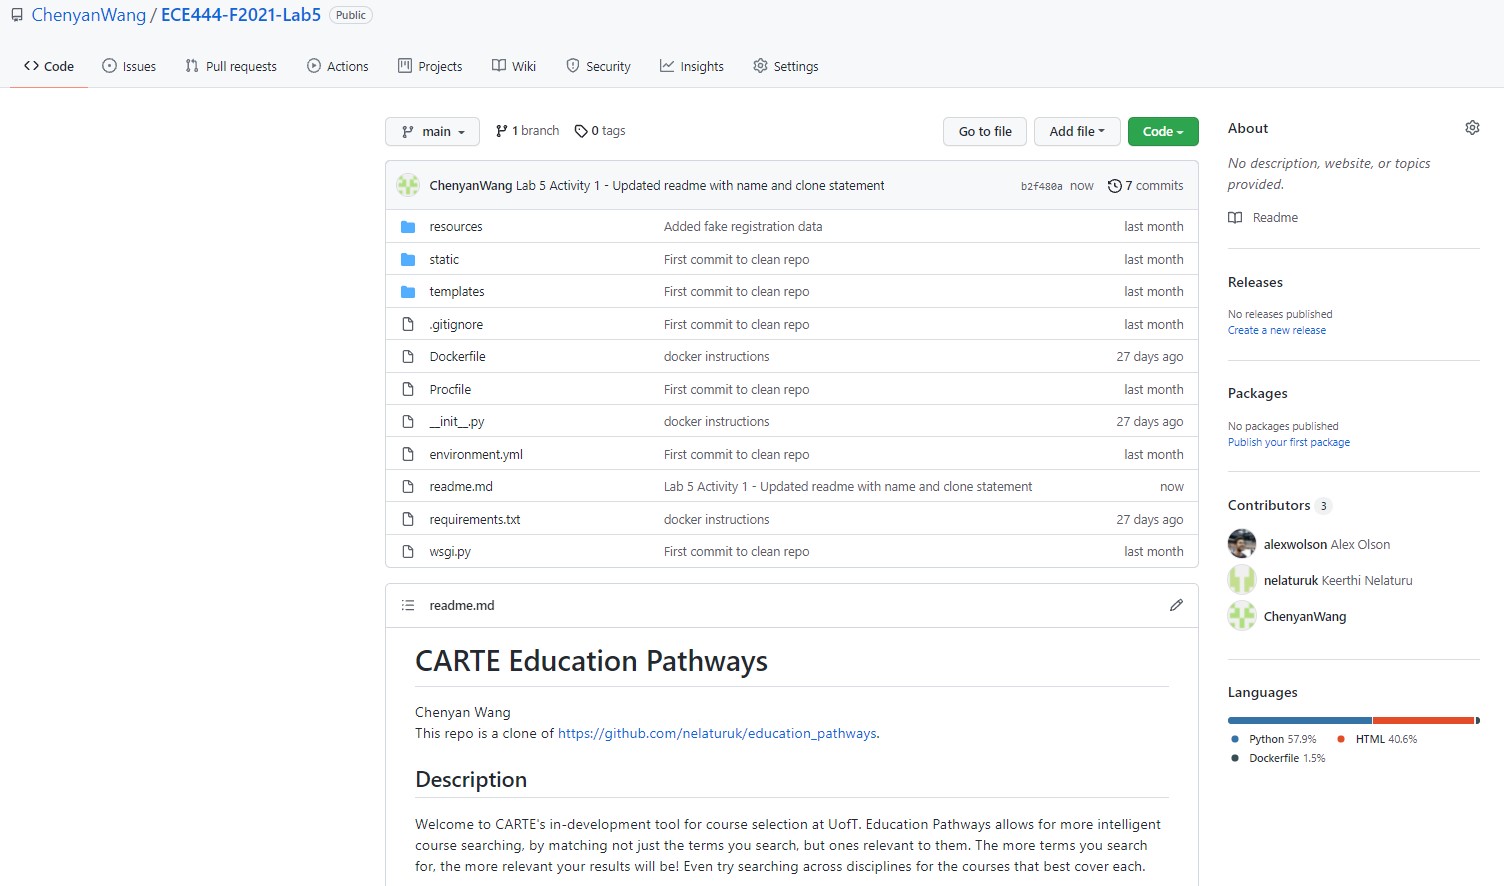 ChenyanWang / ECE444-F2021-Lab5 Public
Code Issues Pull requests Actions Projects Wiki Security Insights Settings
main 1 branch 0 tags Go to file Add file Code
ChenyanWang Lab 5 Activity 1 - Updated readme with name and clone statement b2f480a now 7 commits
resources Added fake registration data last month
static First commit to clean repo last month
templates First commit to clean repo last month
.gitignore First commit to clean repo last month
Dockerfile docker instructions 27 days ago
Procfile First commit to clean repo last month
__init__.py docker instructions 27 days ago
environment.yml First commit to clean repo last month
readme.md Lab 5 Activity 1 - Updated readme with name and clone statement now
requirements.txt docker instructions 27 days ago
wsgi.py First commit to clean repo last month
readme.md
CARTE Education Pathways
Chenyan Wang
This repo is a clone of https://github.com/nelaturuk/education_pathways.
Description
Welcome to CARTE's in-development tool for course selection at UofT. Education Pathways allows for more intelligent
course searching, by matching not just the terms you search, but ones relevant to them. The more terms you search
for, the more relevant your results will be! Even try searching across disciplines for the courses that best cover each.
About
No description, website, or topics
provided.
Readme
Releases
No releases published
Create a new release
Packages
No packages published
Publish your first package
Contributors 3
alexwolson Alex Olson
nelaturuk Keerthi Nelaturu
ChenyanWang
Languages
Python 57.9% HTML 40.6%
Dockerfile 1.5%